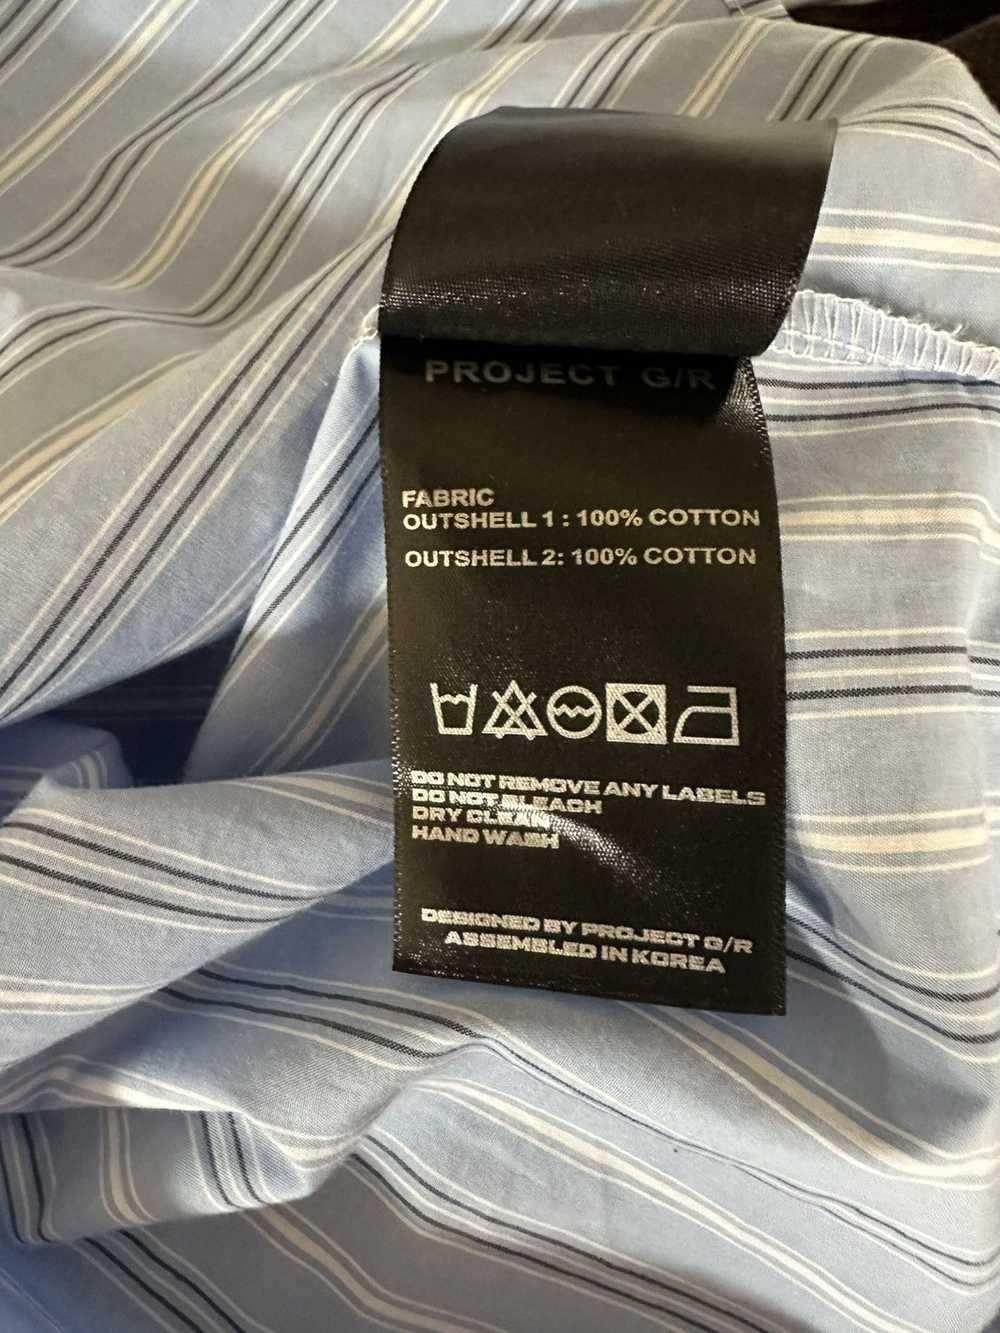 PROJECT G/R
FABRIC
OUTSHELL 1 : 100% COTTON
OUTSHELL 2: 100% COTTON
DO NOT REMOVE ANY LABELS
DO NOT BLEACH
DRY CLEAN
HAND WASH
DESIGNED BY PROJECT G/R
ASSEMBLED IN KOREA